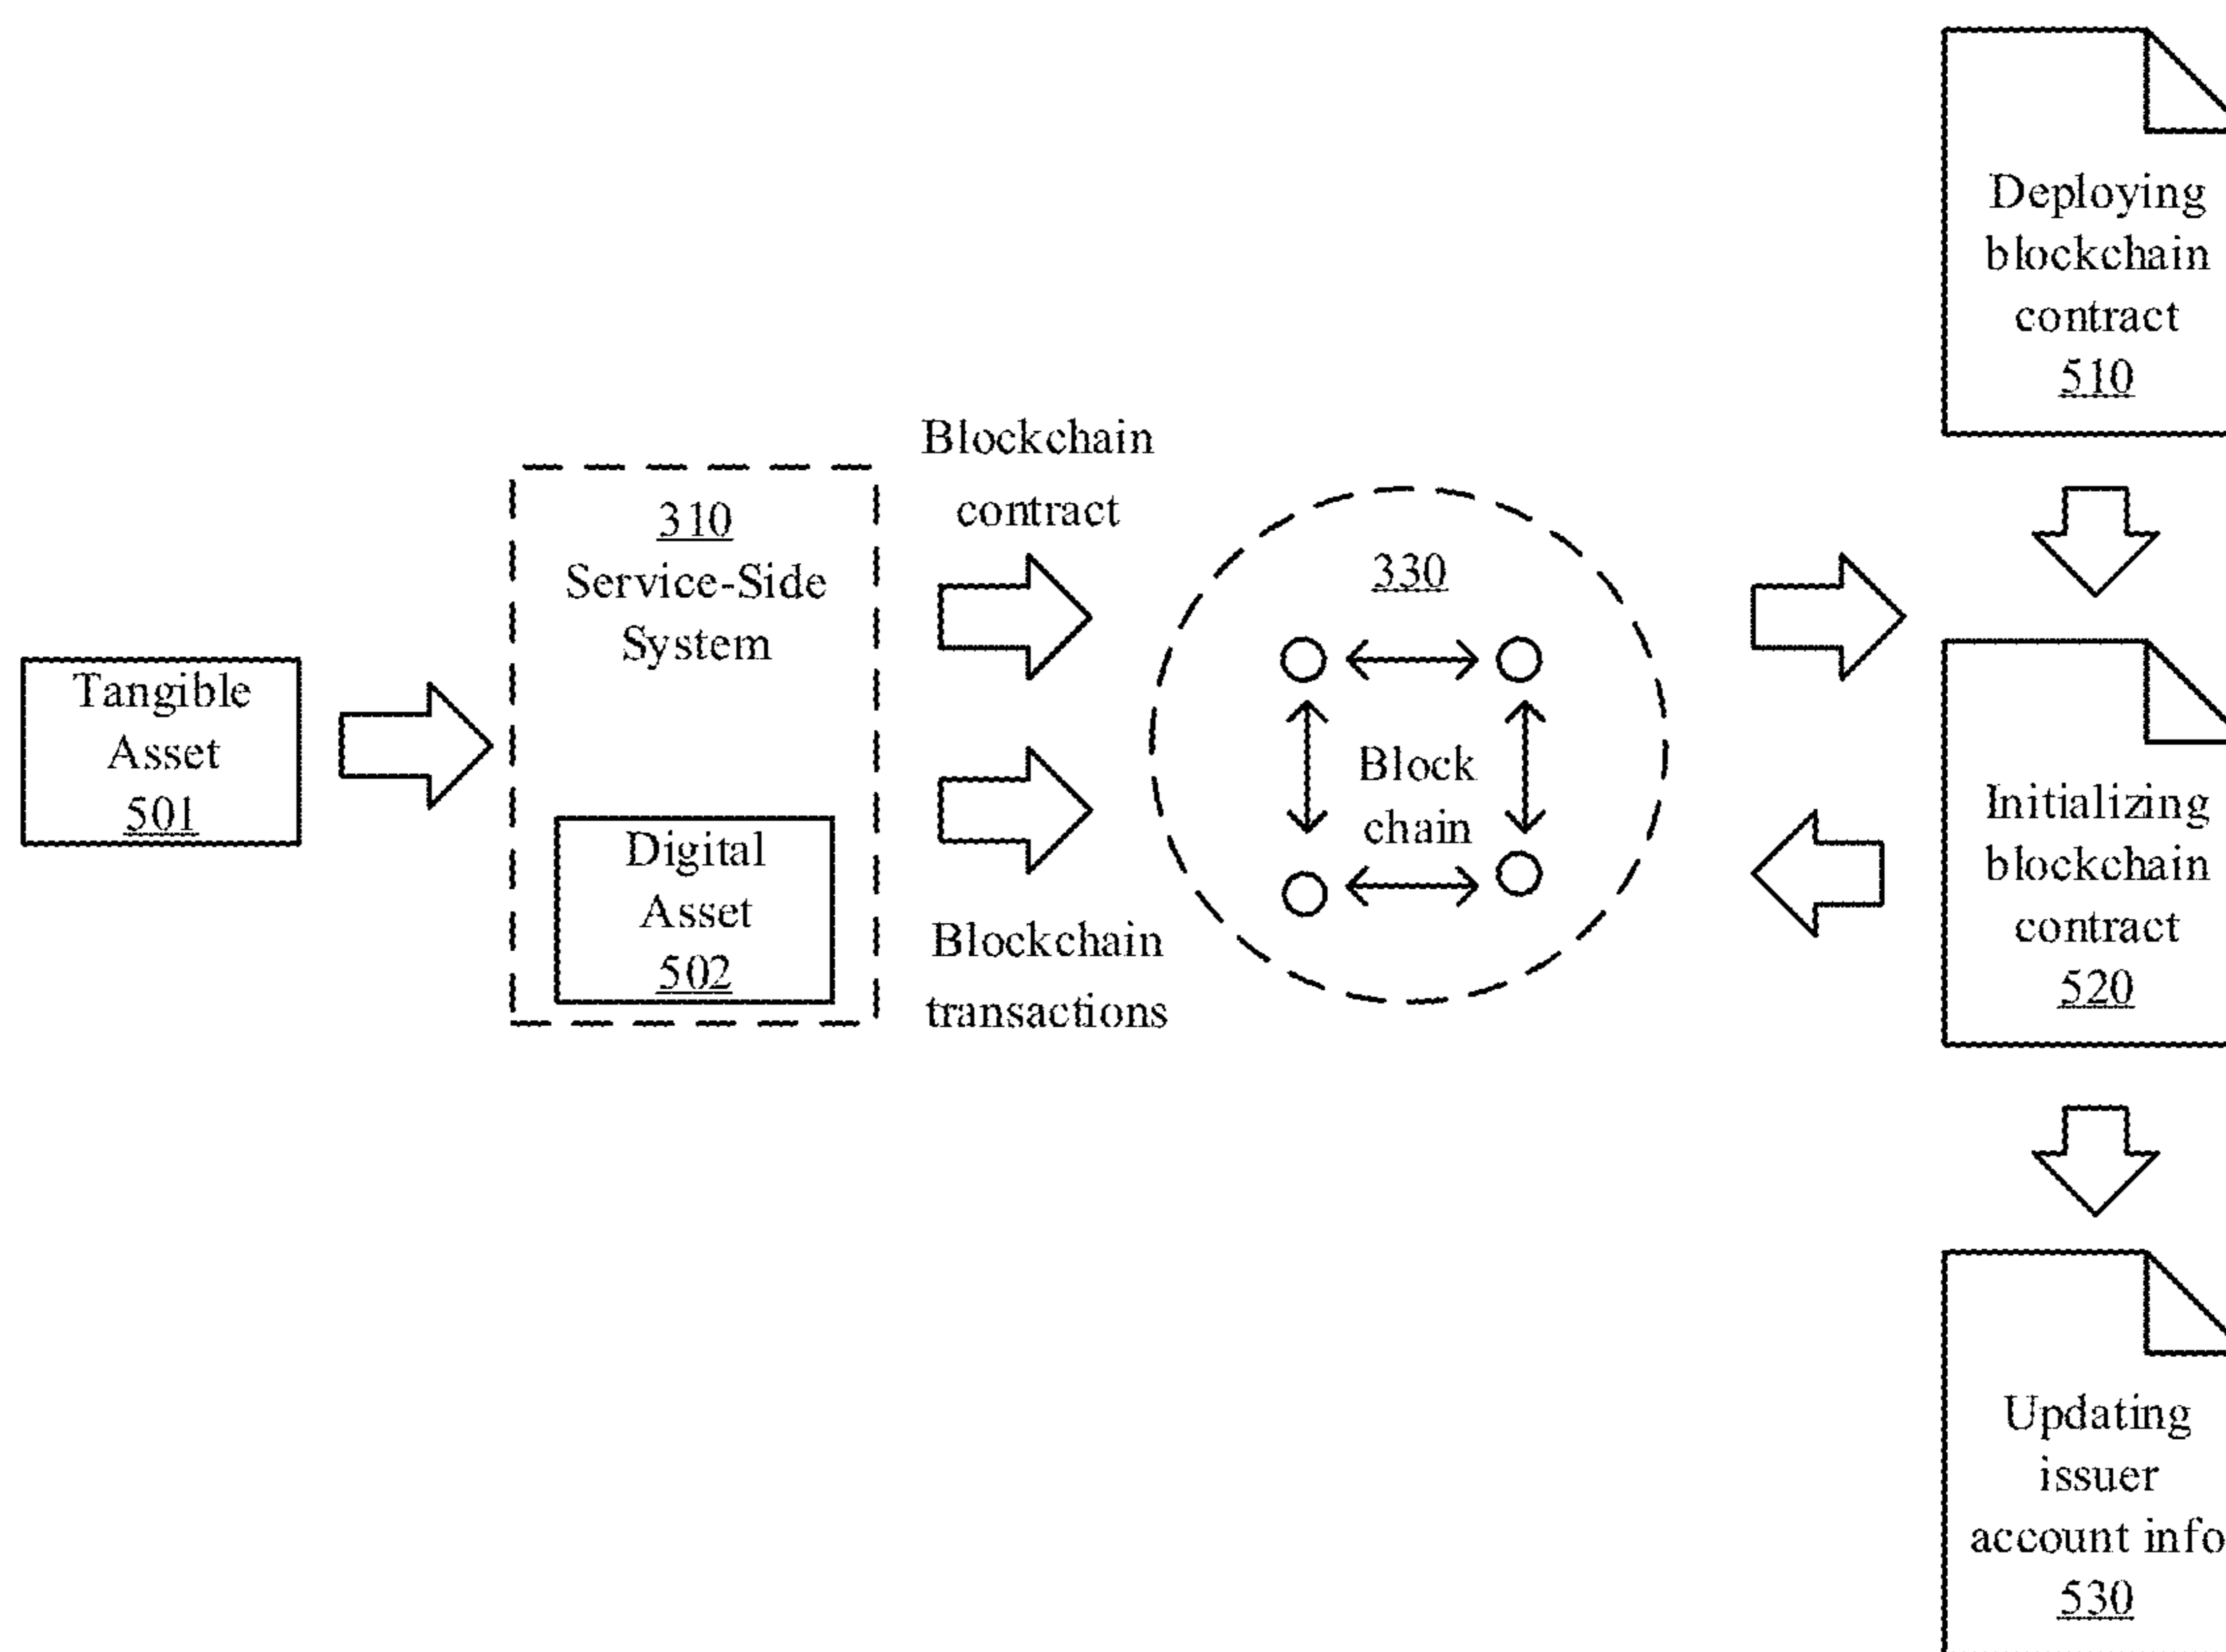 Tangible
Asset
501
310
Service-Side
System
Digital
Asset
502
Blockchain
contract
Blockchain
transactions
330
Block
chain
Deploying
blockchain
contract
510
Initializing
blockchain
contract
520
Updating
issuer
account info
530